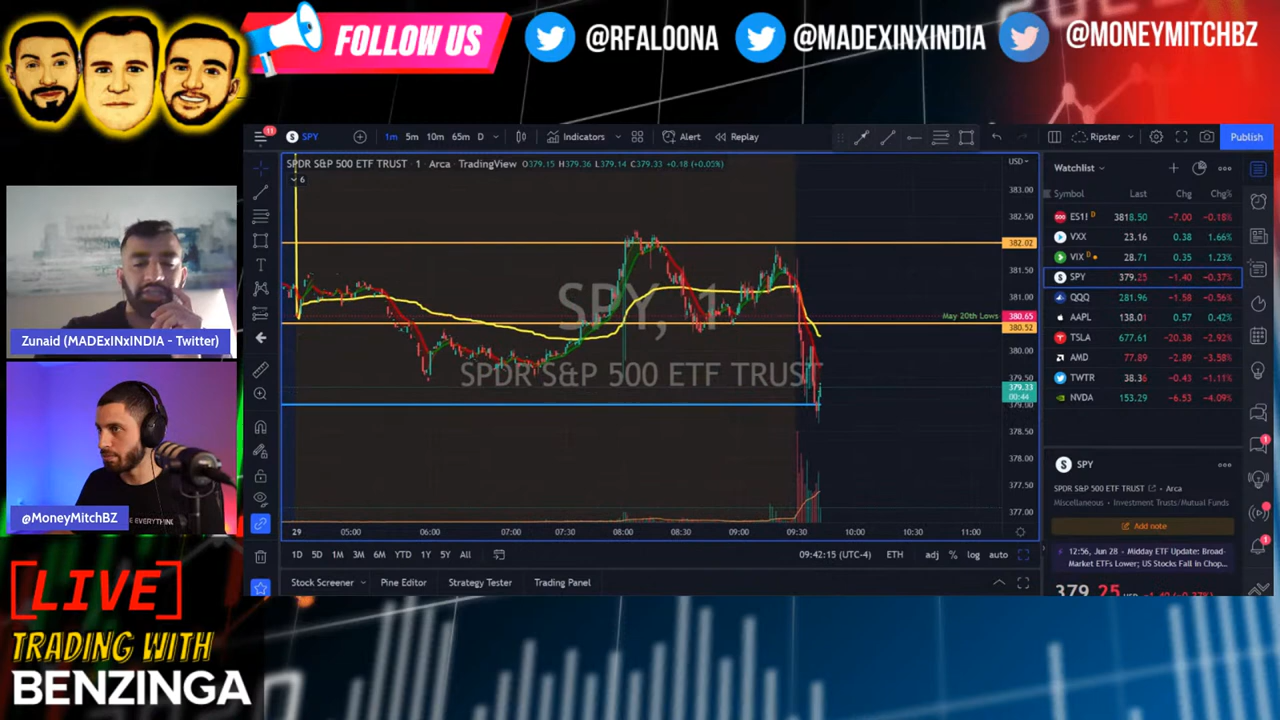 FOLLOW US
@RFALOONA
@MADEXINXINDIA
@MONEYMITCHBZ
11
SPY
1m 5m 10m 65m D
Indicators
Alert
Replay
Ripster
Publish
SPDR S&P 500 ETF TRUST · 1 · Arca · TradingView O379.15 H379.36 L379.14 C379.33 +0.18 (+0.05%)
6
USD
383.00
382.50
382.02
381.50
381.00
May 20th Lows
380.65
380.52
380.00
379.50
379.33
00:44
379.00
378.50
378.00
377.50
377.00
SPY, 1
SPDR S&P 500 ETF TRUST
29 05:00 06:00 07:00 07:30 08:00 08:30 09:00 09:30 10:00 10:30 11:00
1D 5D 1M 3M 6M YTD 1Y 5Y All
09:42:15 (UTC-4) ETH adj % log auto
Stock Screener Pine Editor Strategy Tester Trading Panel
Watchlist
Symbol Last Chg Chg%
ES1! D 3818.50 -7.00 -0.18%
VXX 23.16 0.38 1.66%
VIX D 28.71 0.35 1.23%
SPY 379.25 -1.40 -0.37%
QQQ 281.96 -1.58 -0.56%
AAPL 138.01 0.57 0.42%
TSLA 677.61 -20.38 -2.92%
AMD 77.89 -2.89 -3.58%
TWTR 38.36 -0.43 -1.11%
NVDA 153.29 -6.53 -4.09%
SPY
SPDR S&P 500 ETF TRUST · Arca
Miscellaneous · Investment Trusts/Mutual Funds
Add note
12:56, Jun 28 · Midday ETF Update: Broad-
Market ETFs Lower; US Stocks Fall in Chop...
379.25
Zunaid (MADExINxINDIA - Twitter)
@MoneyMitchBZ
[LIVE]
TRADING WITH
BENZINGA